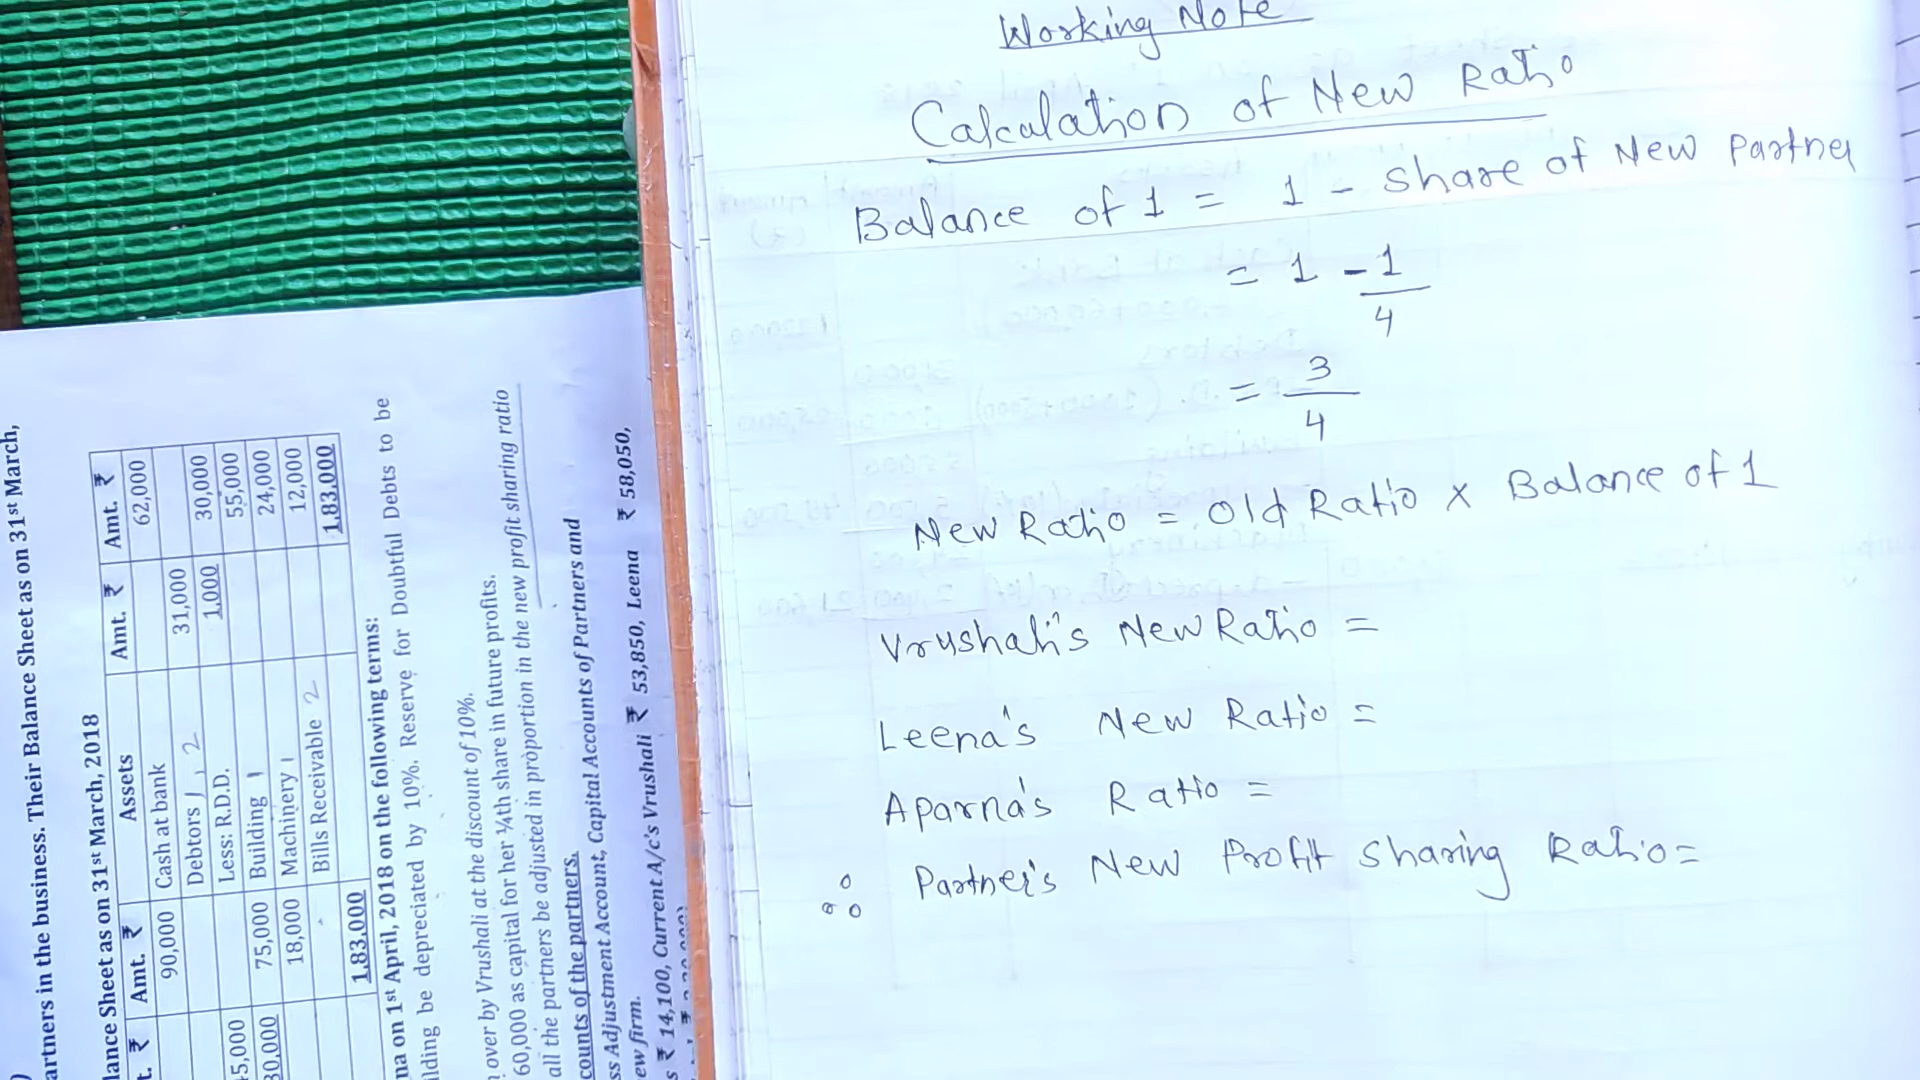 Working Note
Calculation of New Ratio
Balance of 1 = 1 - Share of New Partner
= 1 - 1/4
= 3/4
New Ratio = Old Ratio x Balance of 1
Vrushali's New Ratio =
Leena's New Ratio =
Aparna's Ratio =
∴ Partner's New Profit Sharing Ratio =
artners in the business. Their Balance Sheet as on 31st March,
lance Sheet as on 31st March, 2018
t. ₹ Amt. ₹ Assets Amt. ₹ Amt. ₹
90,000 Cash at bank 62,000
Debtors 1, 2 31,000
45,000 Less: R.D.D. 1,000 30,000
30,000 75,000 Building 1 55,000
18,000 Machinery 1 24,000
Bills Receivable 2 12,000
1,83,000 1,83,000
na on 1st April, 2018 on the following terms:
ilding be depreciated by 10%. Reserve for Doubtful Debts to be
over by Vrushali at the discount of 10%.
60,000 as capital for her ¼th share in future profits.
all the partners be adjusted in proportion in the new profit sharing ratio
counts of the partners.
ss Adjustment Account, Capital Accounts of Partners and
ew firm.
s ₹ 14,100, Current A/c's Vrushali ₹ 53,850, Leena ₹ 58,050,